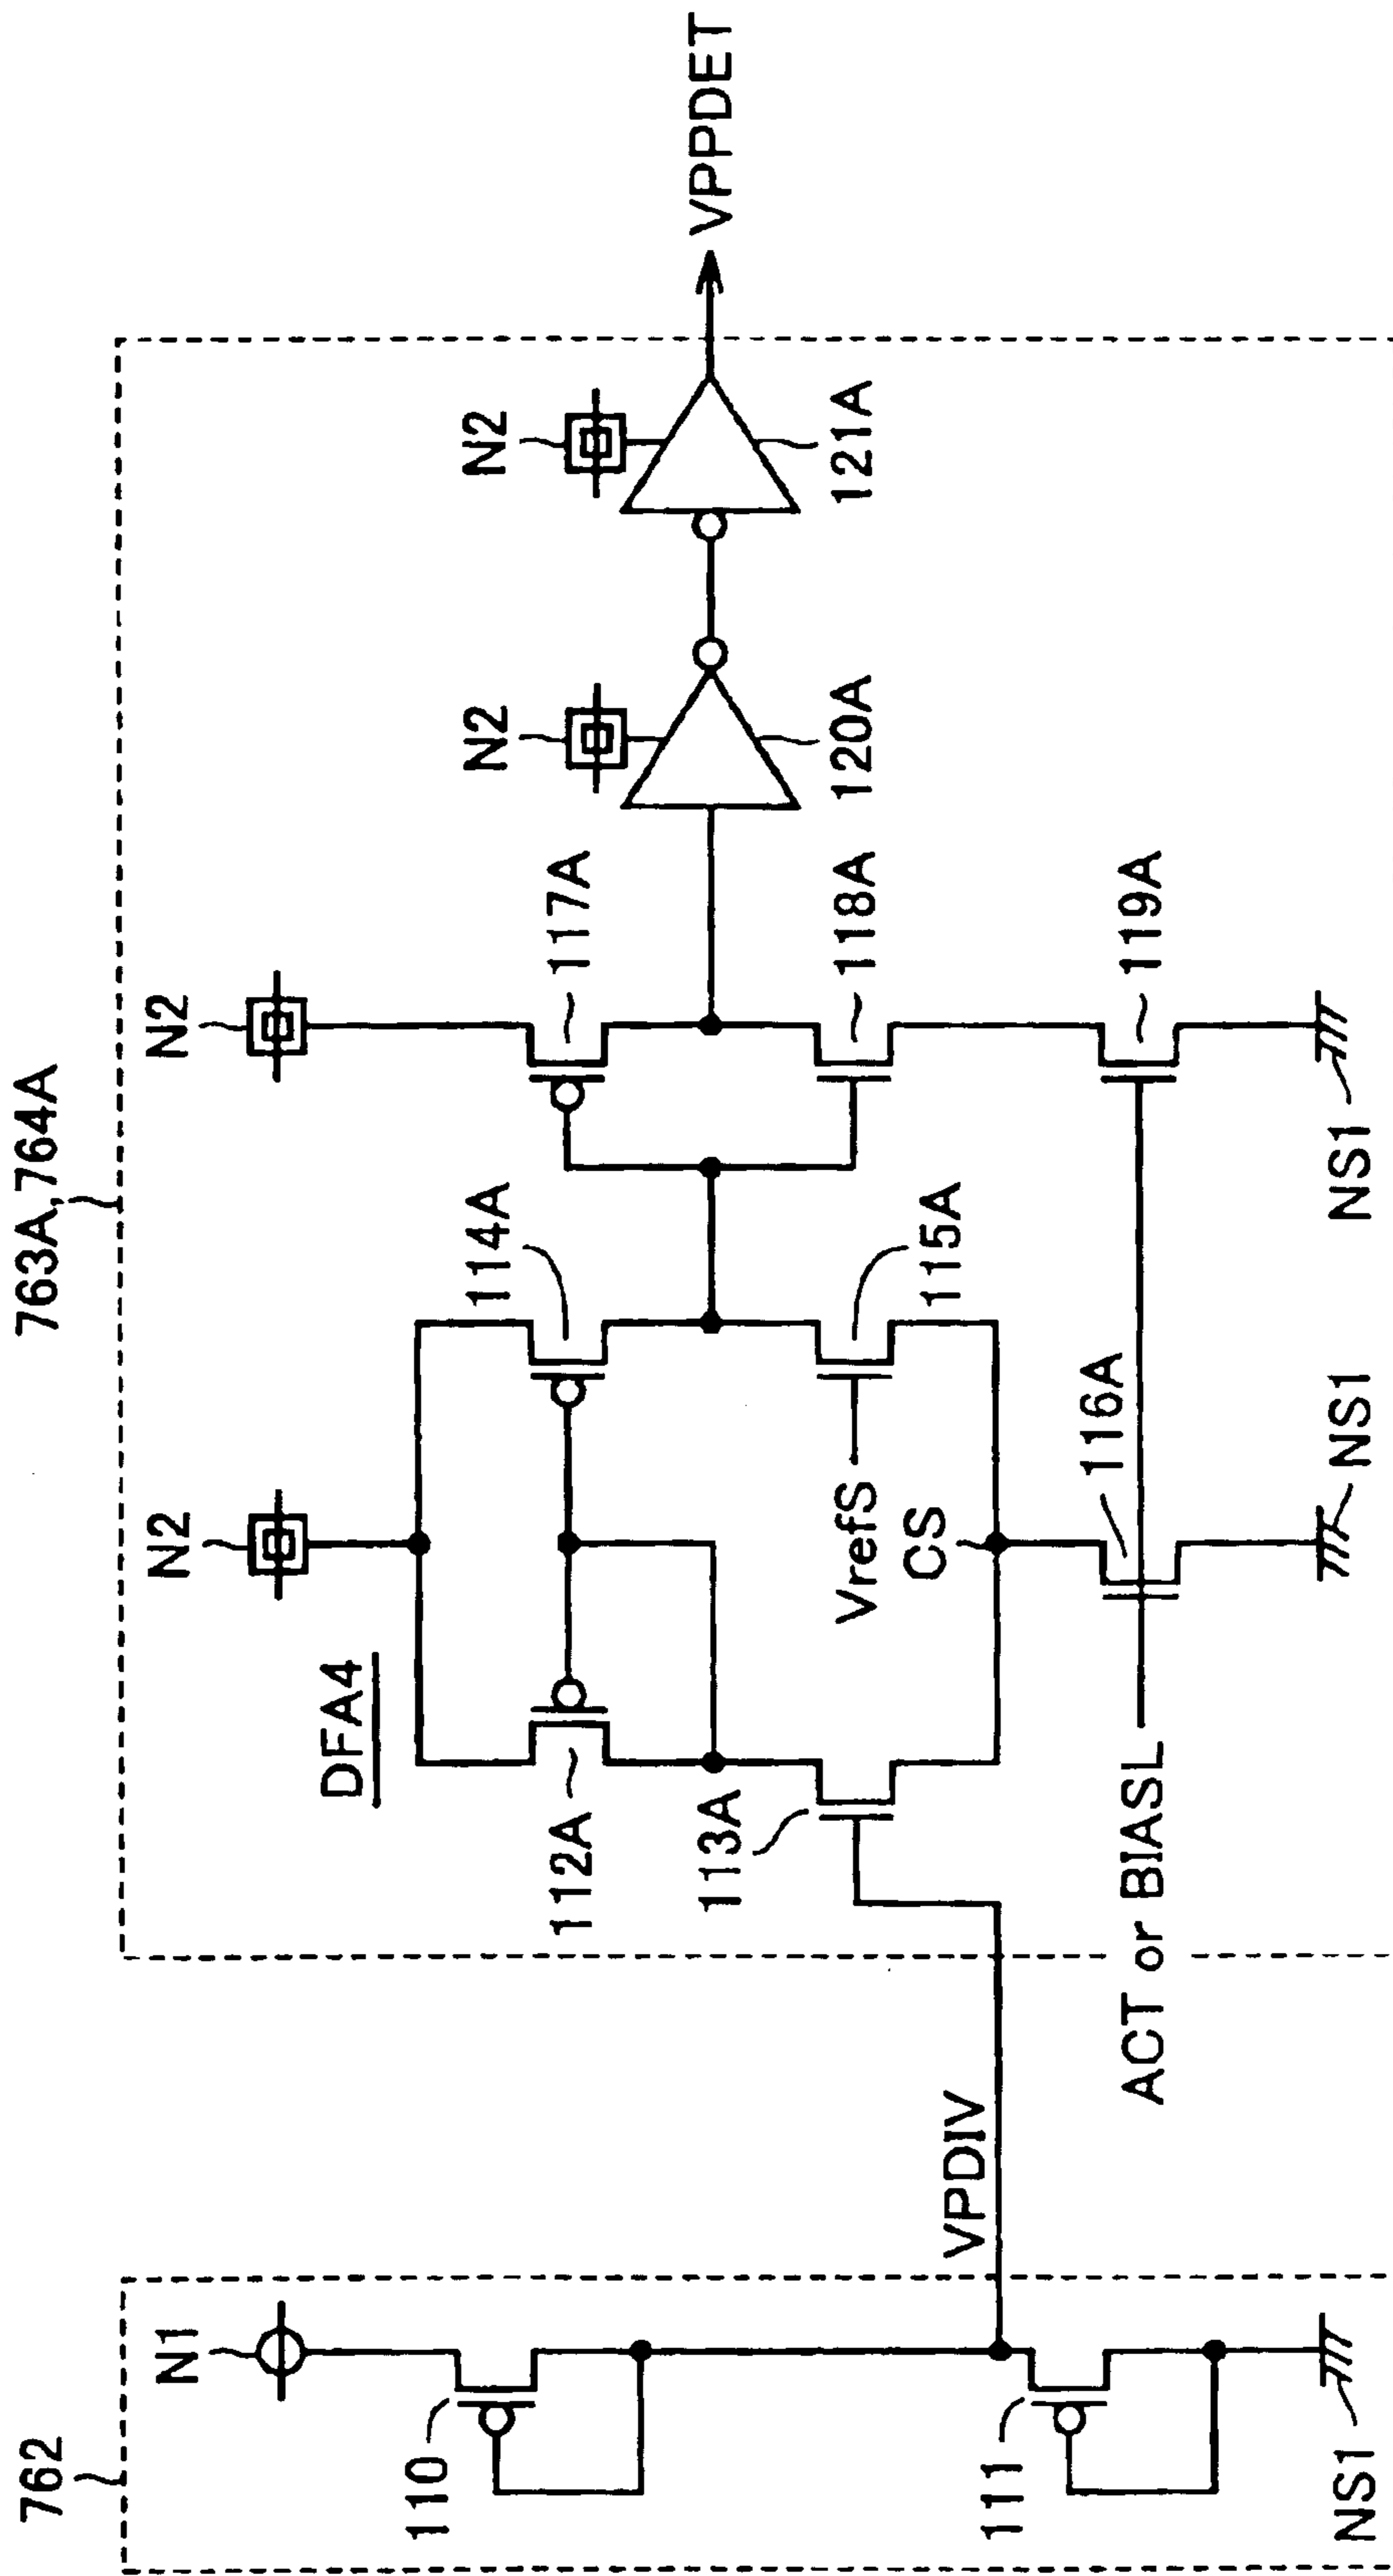 763A,764A
762
N1
110
111
NS1
VPDIV
N2
DFA4
112A
113A
114A
115A
VrefS
CS
116A
ACT or BIASL
NS1
N2
117A
118A
119A
NS1
N2
120A
N2
121A
VPPDET